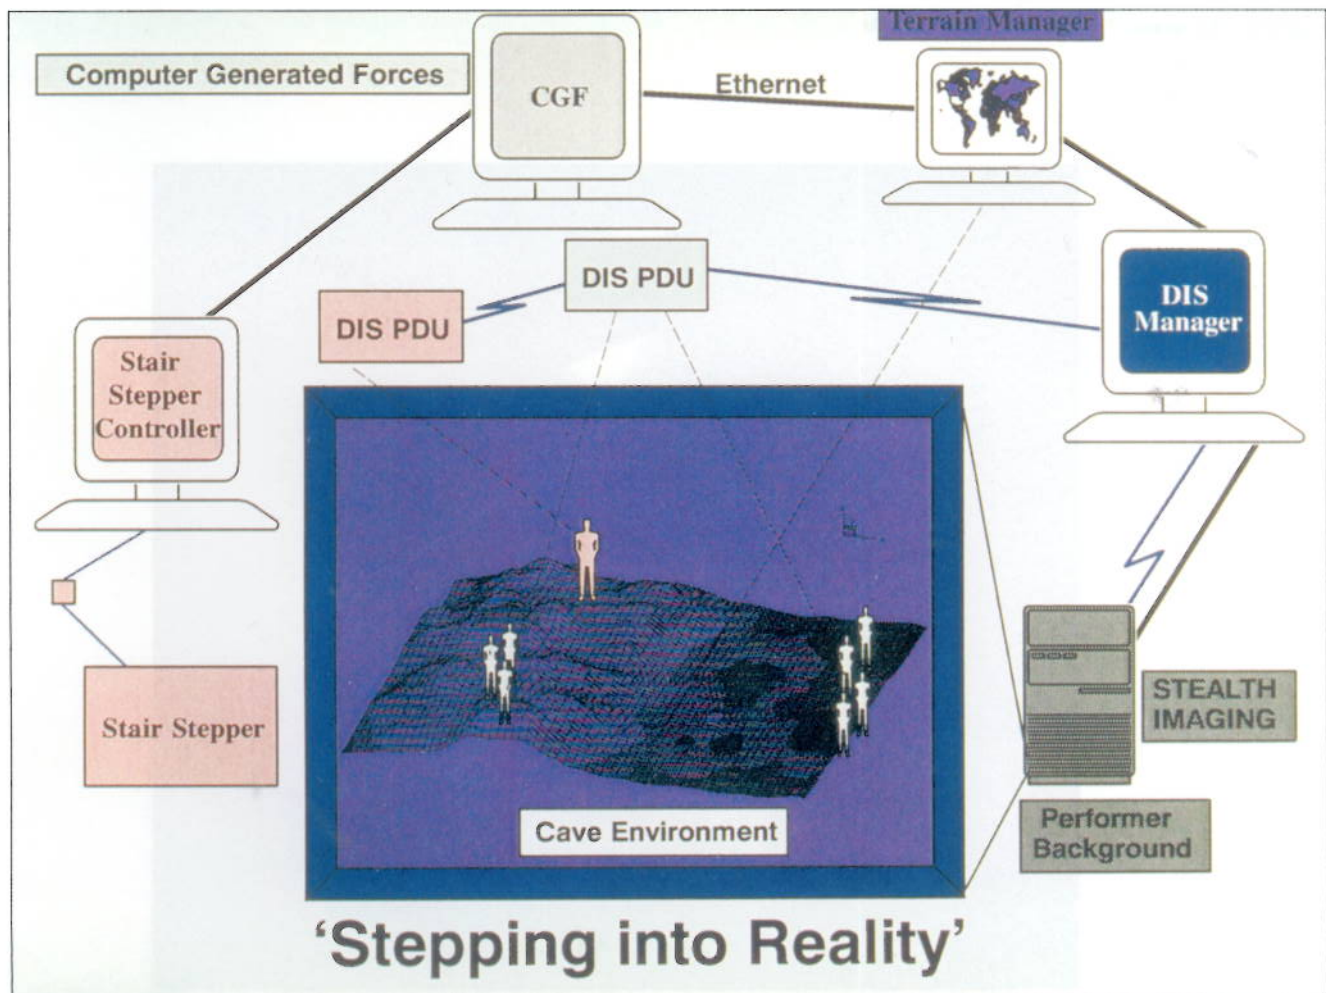 Terrain Manager
Computer Generated Forces
CGF
Ethernet
DIS PDU
DIS PDU
DIS
Manager
Stair
Stepper
Controller
Stair Stepper
STEALTH
IMAGING
Performer
Background
Cave Environment
‘Stepping into Reality’